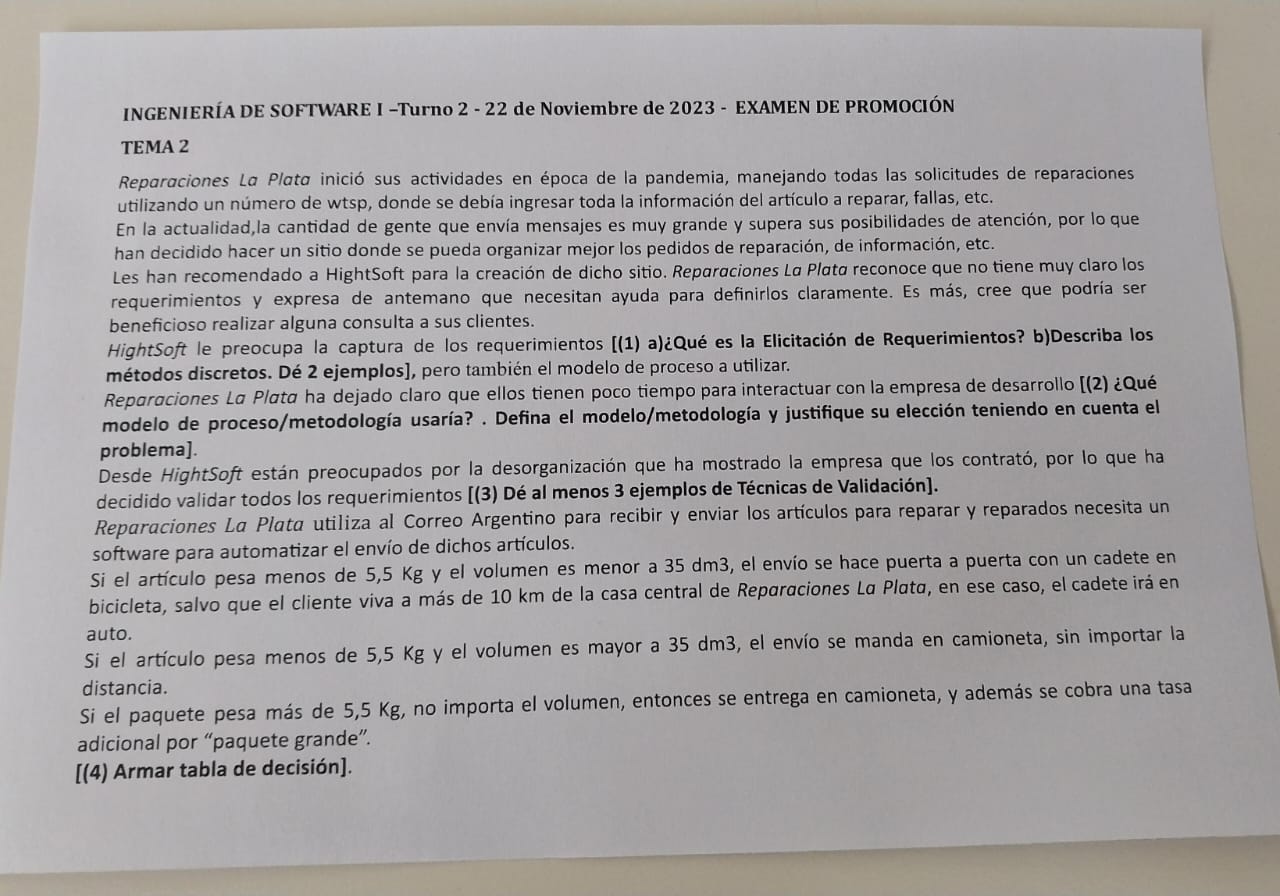 INGENIERÍA DE SOFTWARE I –Turno 2 - 22 de Noviembre de 2023 - EXAMEN DE PROMOCIÓN
TEMA 2
Reparaciones La Plata inició sus actividades en época de la pandemia, manejando todas las solicitudes de reparaciones
utilizando un número de wtsp, donde se debía ingresar toda la información del artículo a reparar, fallas, etc.
En la actualidad,la cantidad de gente que envía mensajes es muy grande y supera sus posibilidades de atención, por lo que
han decidido hacer un sitio donde se pueda organizar mejor los pedidos de reparación, de información, etc.
Les han recomendado a HightSoft para la creación de dicho sitio. Reparaciones La Plata reconoce que no tiene muy claro los
requerimientos y expresa de antemano que necesitan ayuda para definirlos claramente. Es más, cree que podría ser
beneficioso realizar alguna consulta a sus clientes.
HightSoft le preocupa la captura de los requerimientos [(1) a)¿Qué es la Elicitación de Requerimientos? b)Describa los
métodos discretos. Dé 2 ejemplos], pero también el modelo de proceso a utilizar.
Reparaciones La Plata ha dejado claro que ellos tienen poco tiempo para interactuar con la empresa de desarrollo [(2) ¿Qué
modelo de proceso/metodología usaría? . Defina el modelo/metodología y justifique su elección teniendo en cuenta el
problema].
Desde HightSoft están preocupados por la desorganización que ha mostrado la empresa que los contrató, por lo que ha
decidido validar todos los requerimientos [(3) Dé al menos 3 ejemplos de Técnicas de Validación].
Reparaciones La Plata utiliza al Correo Argentino para recibir y enviar los artículos para reparar y reparados necesita un
software para automatizar el envío de dichos artículos.
Si el artículo pesa menos de 5,5 Kg y el volumen es menor a 35 dm3, el envío se hace puerta a puerta con un cadete en
bicicleta, salvo que el cliente viva a más de 10 km de la casa central de Reparaciones La Plata, en ese caso, el cadete irá en
auto.
Si el artículo pesa menos de 5,5 Kg y el volumen es mayor a 35 dm3, el envío se manda en camioneta, sin importar la
distancia.
Si el paquete pesa más de 5,5 Kg, no importa el volumen, entonces se entrega en camioneta, y además se cobra una tasa
adicional por “paquete grande”.
[(4) Armar tabla de decisión].